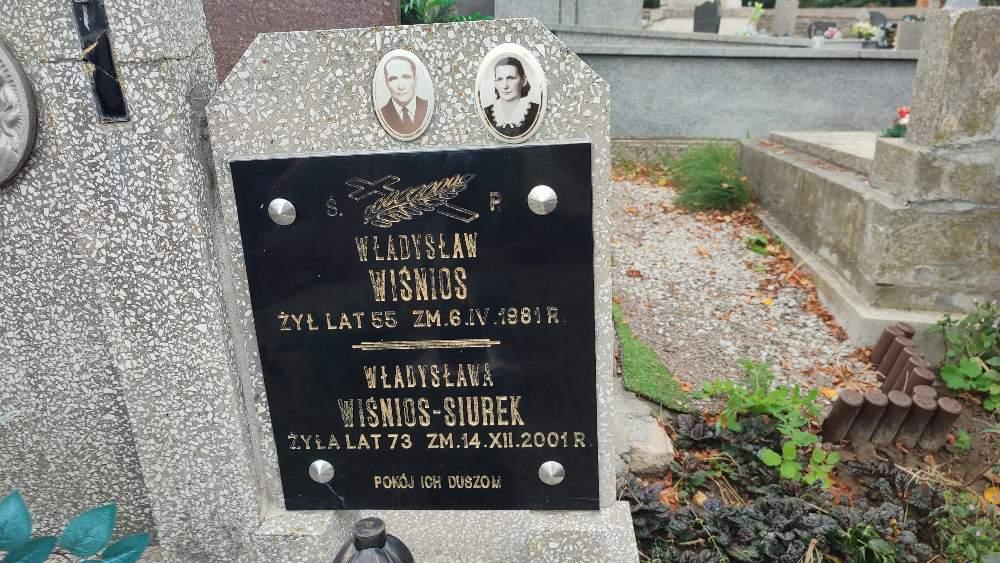 Ś. P.
WŁADYSŁAW
WIŚNIOS
ŻYŁ LAT 55 ZM.6.IV.1981 R.
WŁADYSŁAWA
WIŚNIOS-SIUREK
ŻYŁA LAT 73 ZM.14.XII.2001 R.
POKÓJ ICH DUSZOM